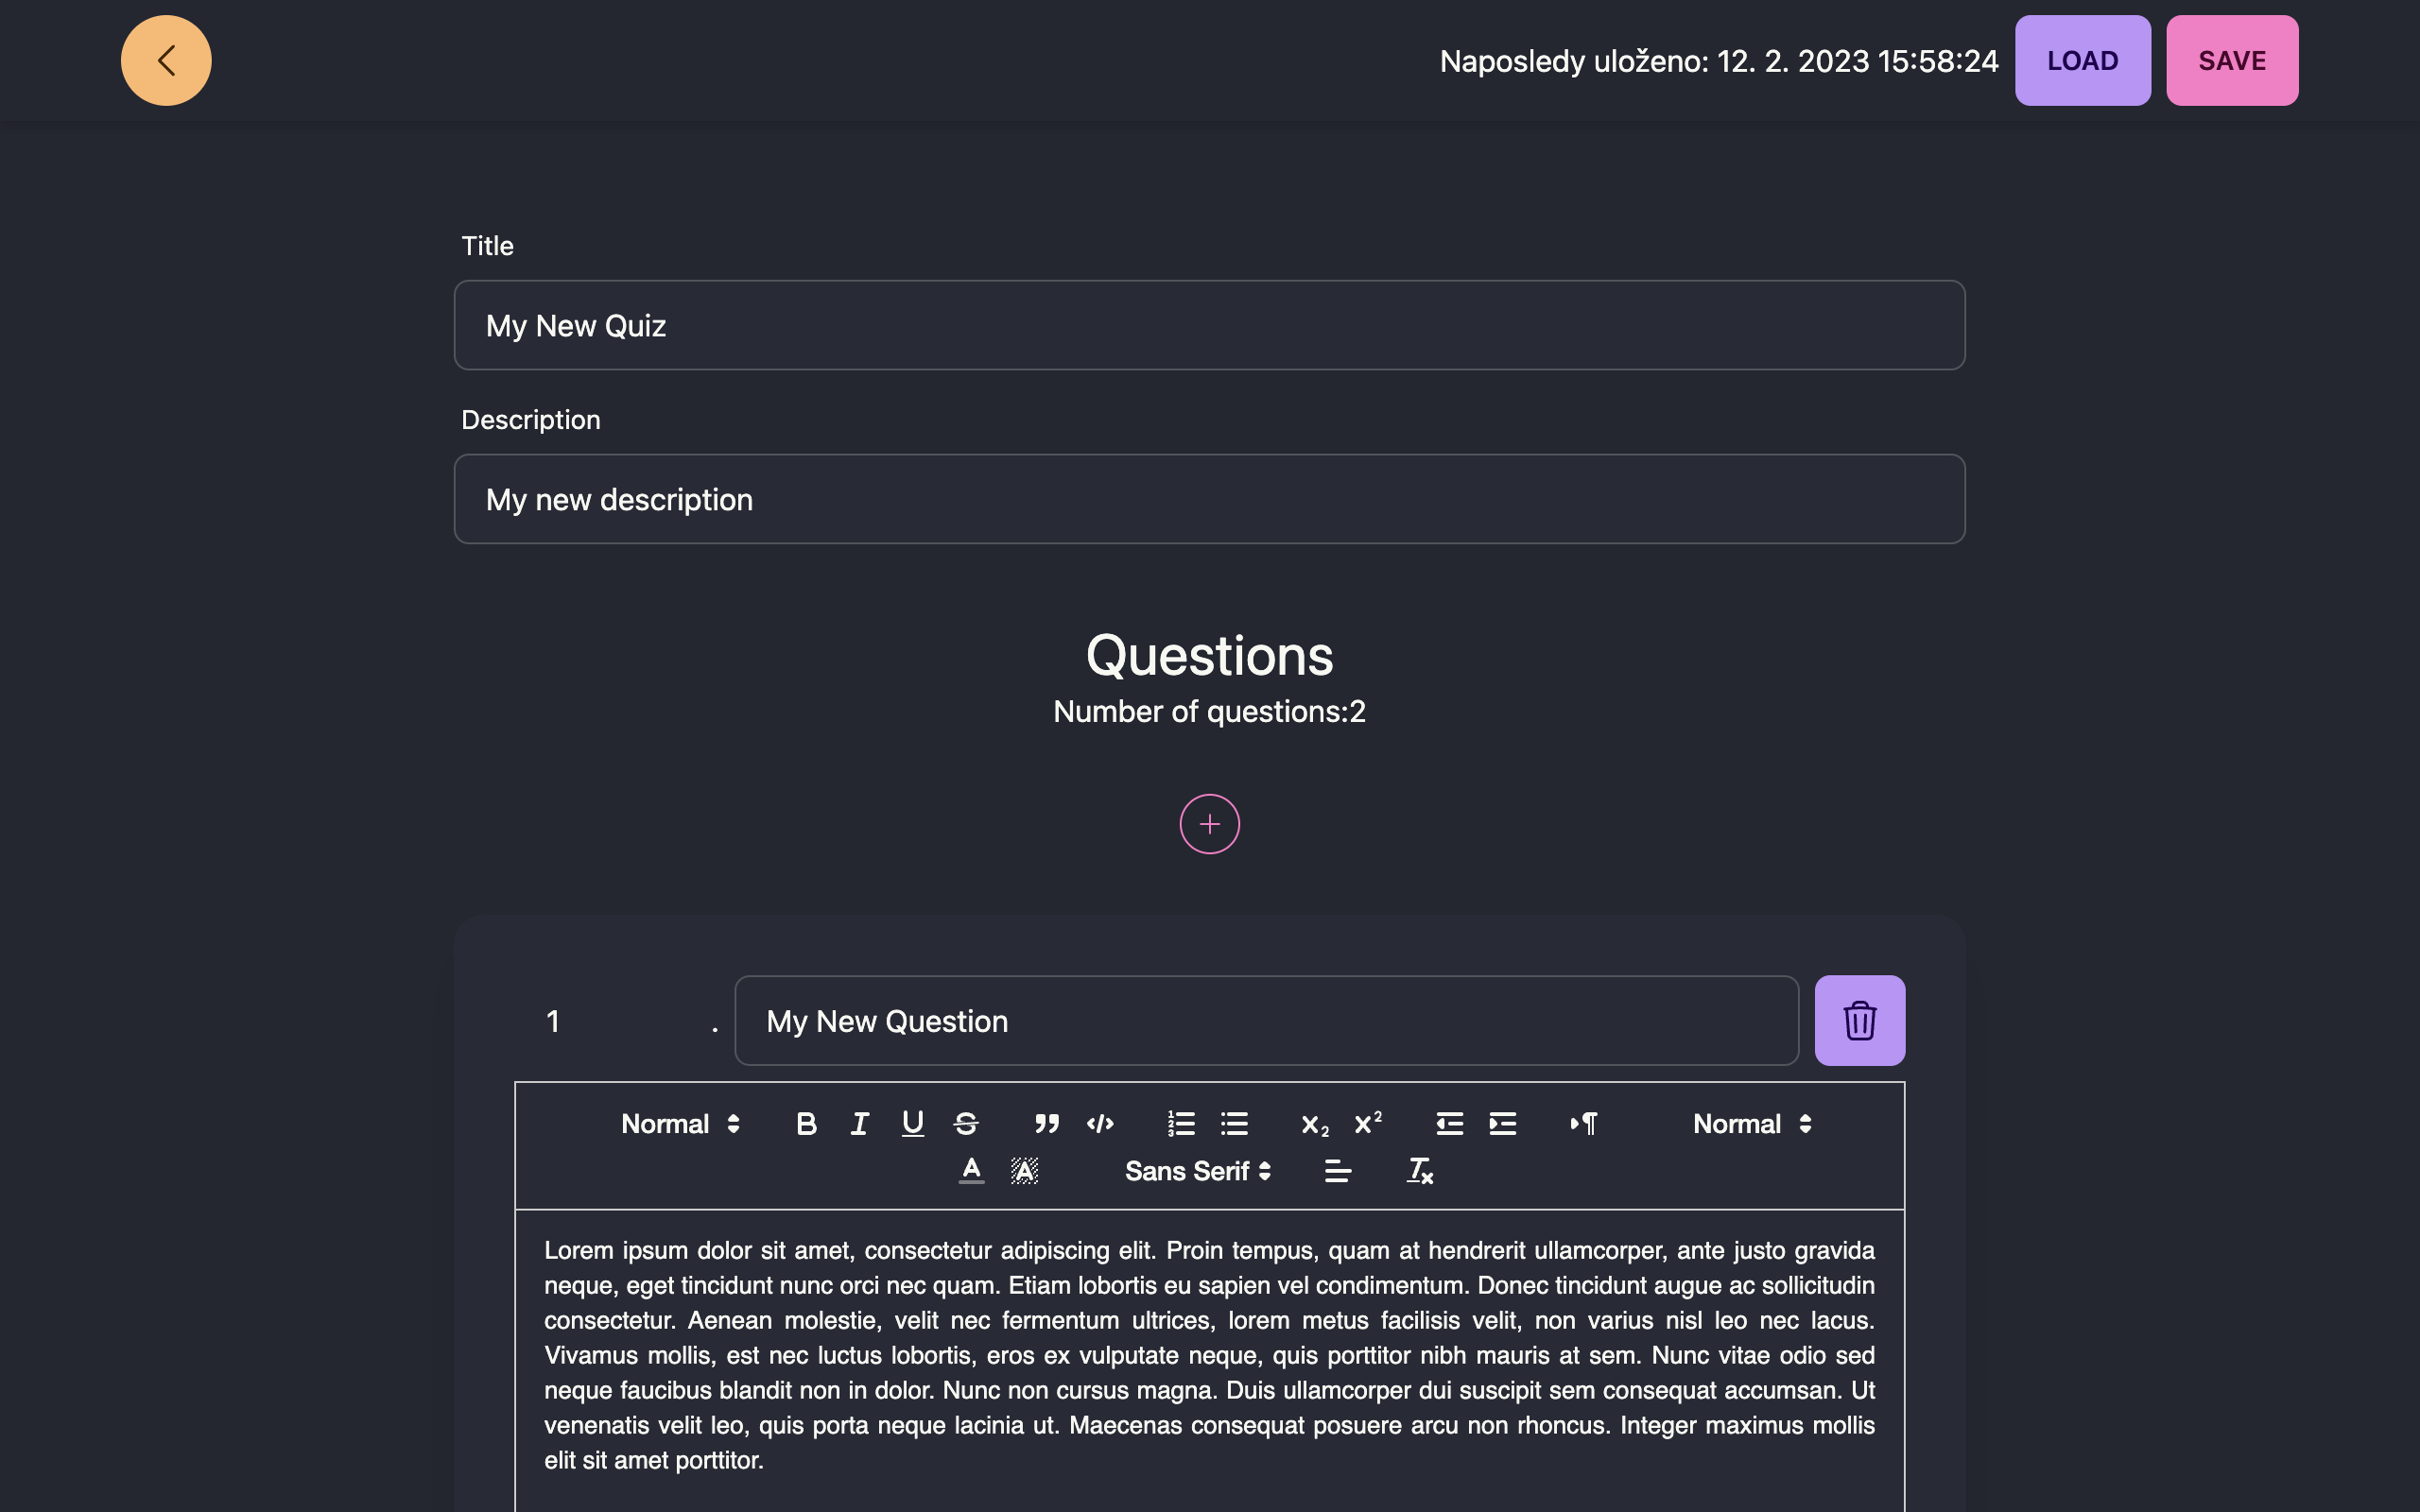 Naposledy uloženo: 12. 2. 2023 15:58:24 LOAD SAVE
Title
My New Quiz
Description
My new description
Questions
Number of questions:2
1 . My New Question
Normal B I U S ” </> X₂ X² ¶ Normal
A A Sans Serif Tx
Lorem ipsum dolor sit amet, consectetur adipiscing elit. Proin tempus, quam at hendrerit ullamcorper, ante justo gravida
neque, eget tincidunt nunc orci nec quam. Etiam lobortis eu sapien vel condimentum. Donec tincidunt augue ac sollicitudin
consectetur. Aenean molestie, velit nec fermentum ultrices, lorem metus facilisis velit, non varius nisl leo nec lacus.
Vivamus mollis, est nec luctus lobortis, eros ex vulputate neque, quis porttitor nibh mauris at sem. Nunc vitae odio sed
neque faucibus blandit non in dolor. Nunc non cursus magna. Duis ullamcorper dui suscipit sem consequat accumsan. Ut
venenatis velit leo, quis porta neque lacinia ut. Maecenas consequat posuere arcu non rhoncus. Integer maximus mollis
elit sit amet porttitor.